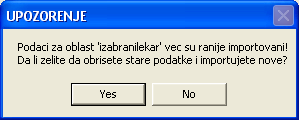 UPOZORENJE
Podaci za oblast 'izabranilekar' vec su ranije importovani!
Da li zelite da obrisete stare podatke i importujete nove?
Yes
No